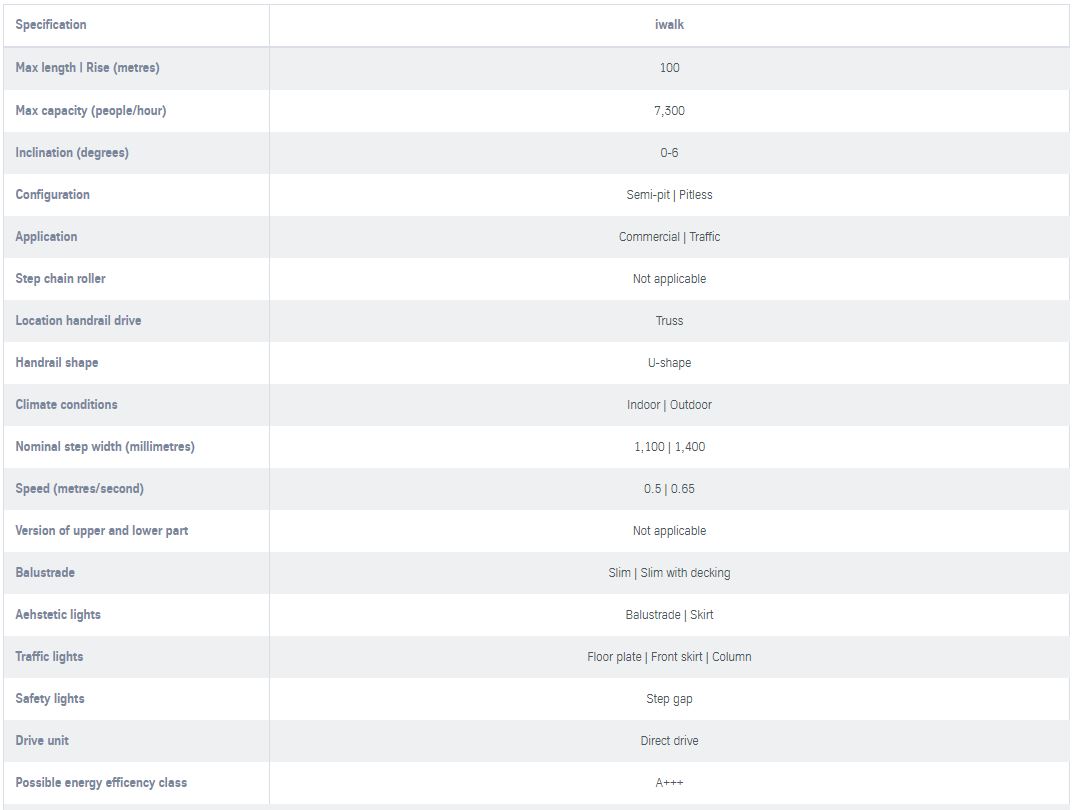 Specification iwalk
Max length | Rise (metres) 100
Max capacity (people/hour) 7,300
Inclination (degrees) 0-6
Configuration Semi-pit | Pitless
Application Commercial | Traffic
Step chain roller Not applicable
Location handrail drive Truss
Handrail shape U-shape
Climate conditions Indoor | Outdoor
Nominal step width (millimetres) 1,100 | 1,400
Speed (metres/second) 0.5 | 0.65
Version of upper and lower part Not applicable
Balustrade Slim | Slim with decking
Aehstetic lights Balustrade | Skirt
Traffic lights Floor plate | Front skirt | Column
Safety lights Step gap
Drive unit Direct drive
Possible energy efficency class A+++